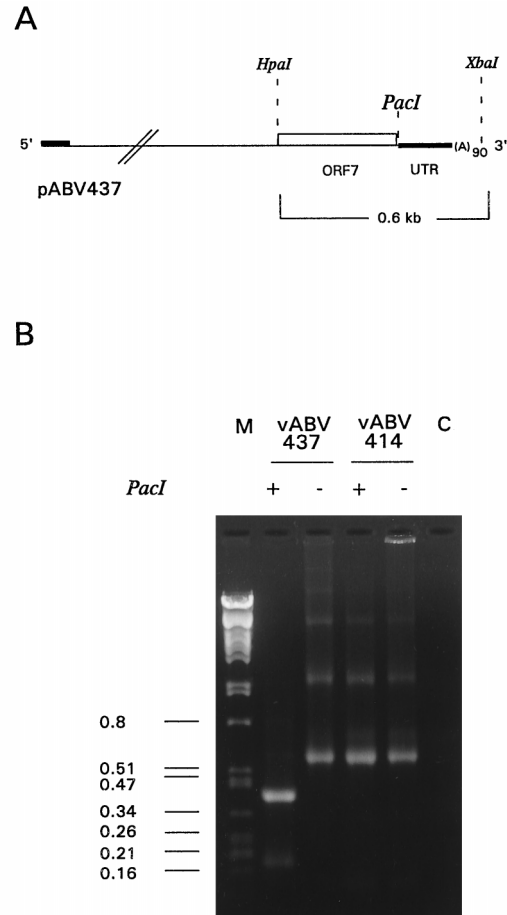 A
HpaI
XbaI
PacI
5'
(A)90
3'
ORF7
UTR
pABV437
0.6 kb
B
M
vABV
437
vABV
414
C
PacI
+
-
+
-
0.8
0.51
0.47
0.34
0.26
0.21
0.16